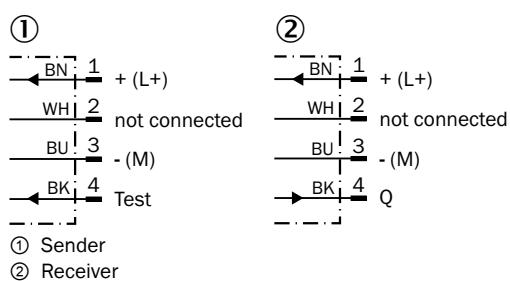 ① ②
BN 1 + (L+) BN 1 + (L+)
WH 2 not connected WH 2 not connected
BU 3 - (M) BU 3 - (M)
BK 4 Test BK 4 Q
① Sender
② Receiver